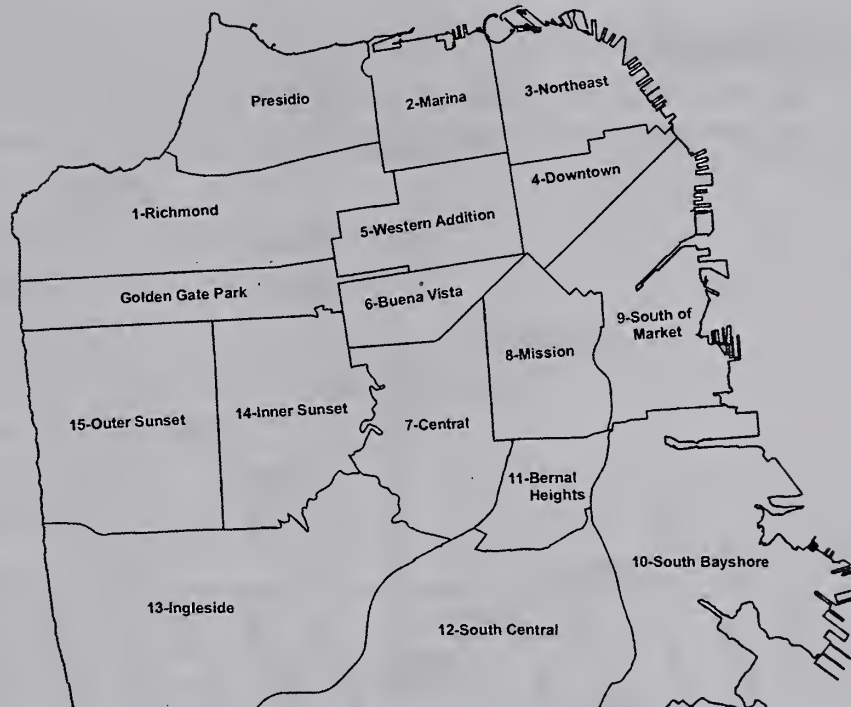 Presidio
2-Marina
3-Northeast
4-Downtown
1-Richmond
5-Western Addition
Golden Gate Park
6-Buena Vista
9-South of
Market
8-Mission
14-Inner Sunset
15-Outer Sunset
7-Central
11-Bernal
Heights
10-South Bayshore
13-Ingleside
12-South Central